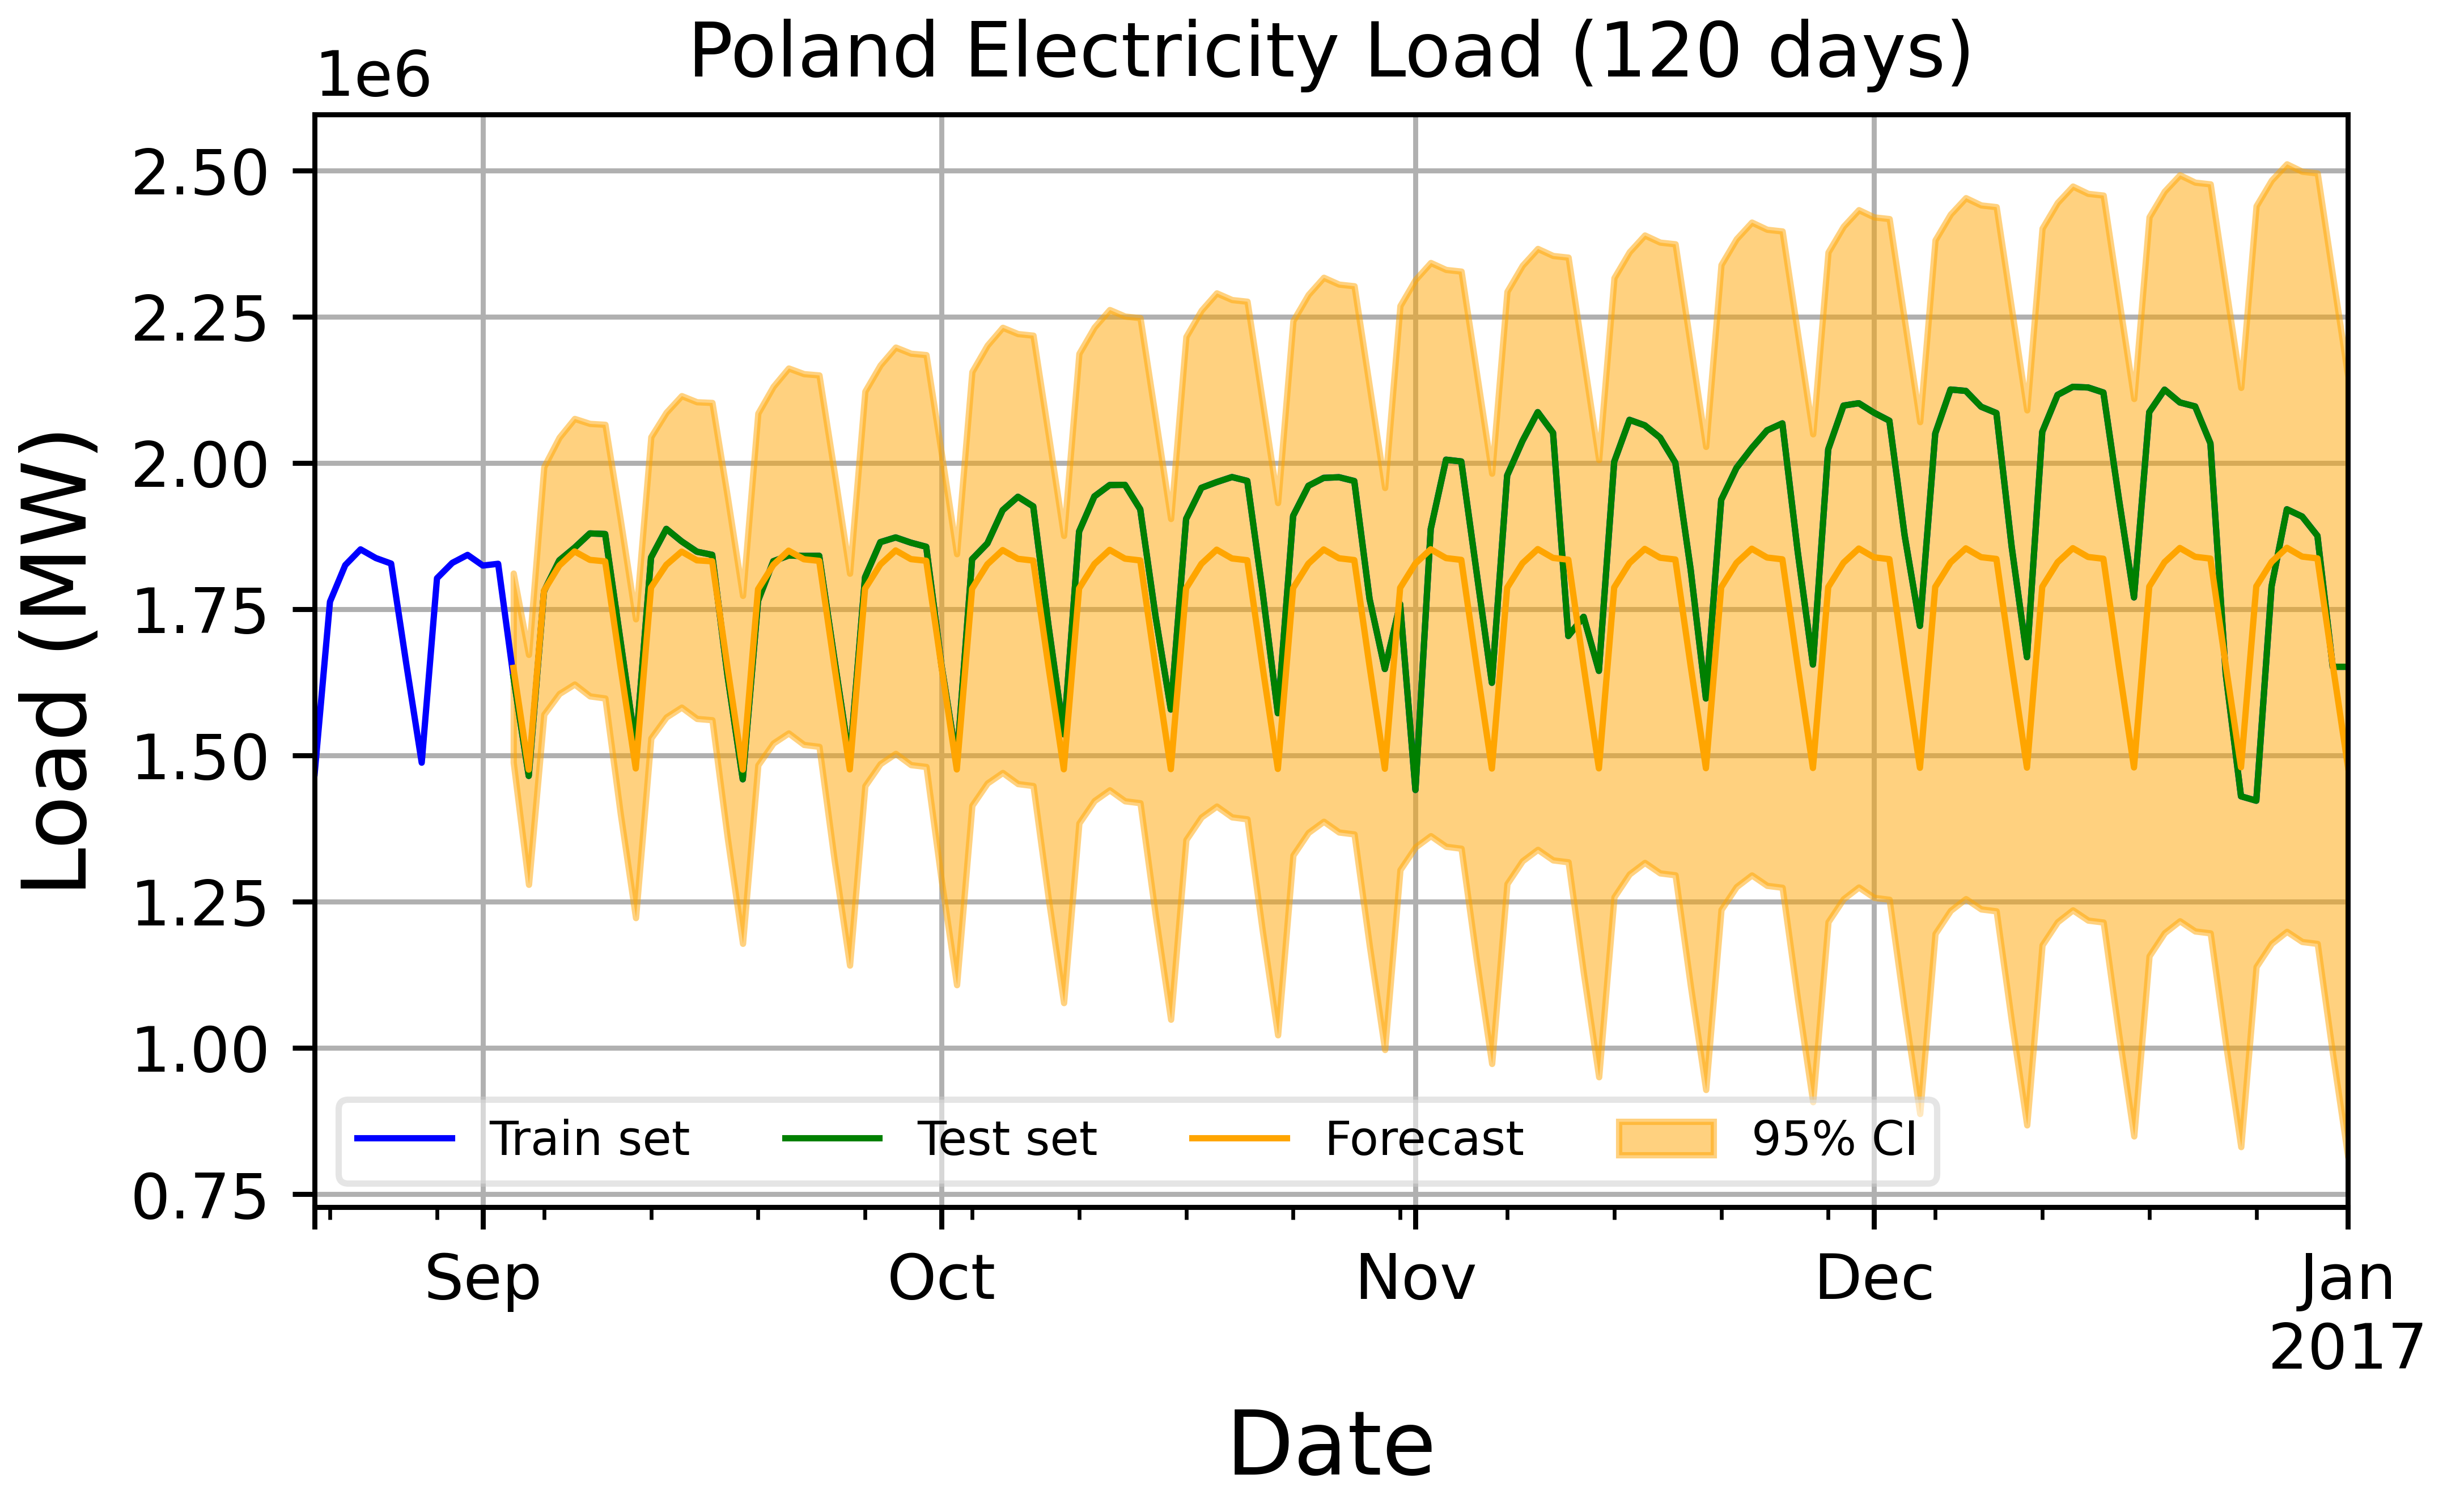 Poland Electricity Load (120 days)
1e6
2.50
2.25
2.00
1.75
1.50
1.25
1.00
0.75
Load (MW)
Train set Test set Forecast 95% CI
Sep Oct Nov Dec Jan
2017
Date